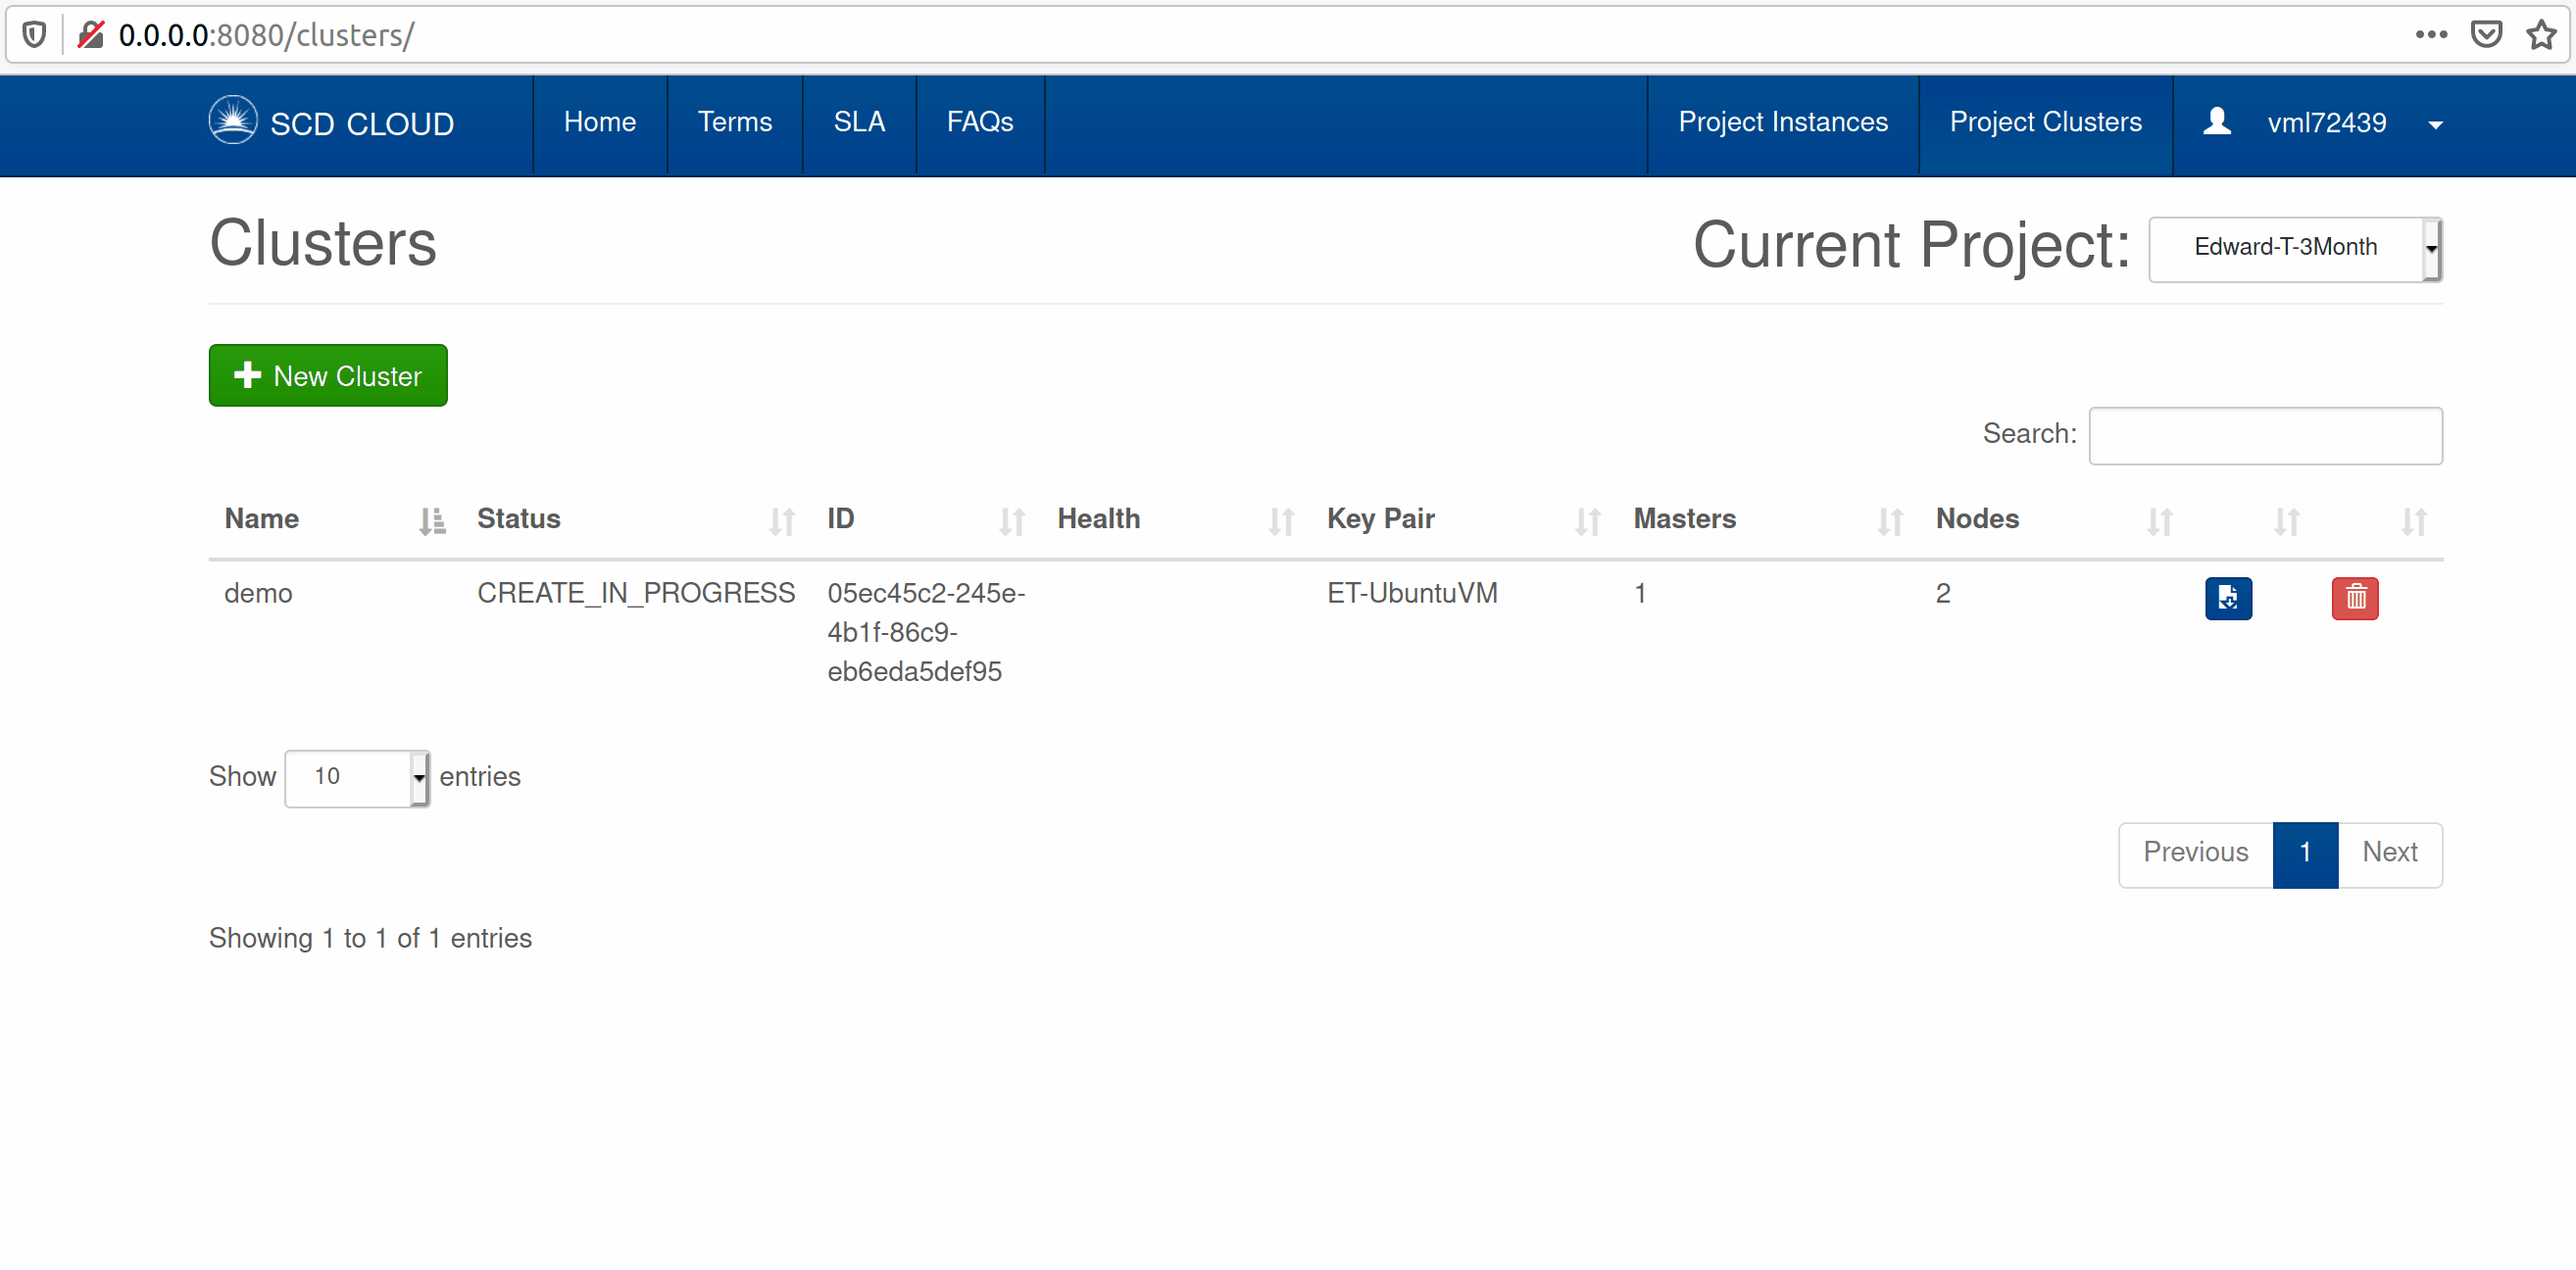 0.0.0.0:8080/clusters/
SCD CLOUD Home Terms SLA FAQs Project Instances Project Clusters vml72439
Clusters Current Project: Edward-T-3Month
New Cluster
Search:
Name Status ID Health Key Pair Masters Nodes
demo CREATE_IN_PROGRESS 05ec45c2-245e- ET-UbuntuVM 1 2
4b1f-86c9-
eb6eda5def95
Show 10 entries
Previous 1 Next
Showing 1 to 1 of 1 entries